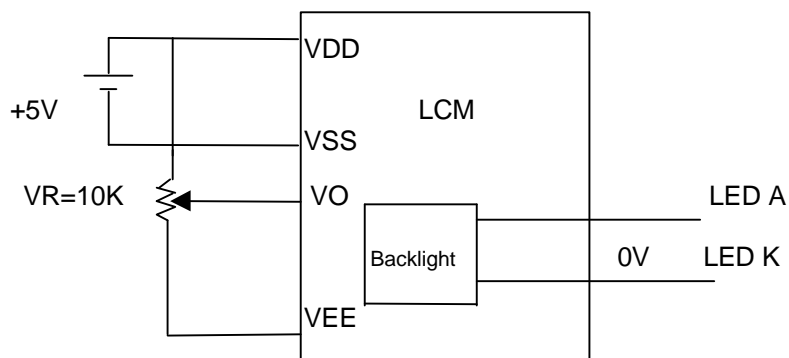 VDD
+5V
LCM
VSS
VR=10K
VO
LED A
Backlight
0V
LED K
VEE